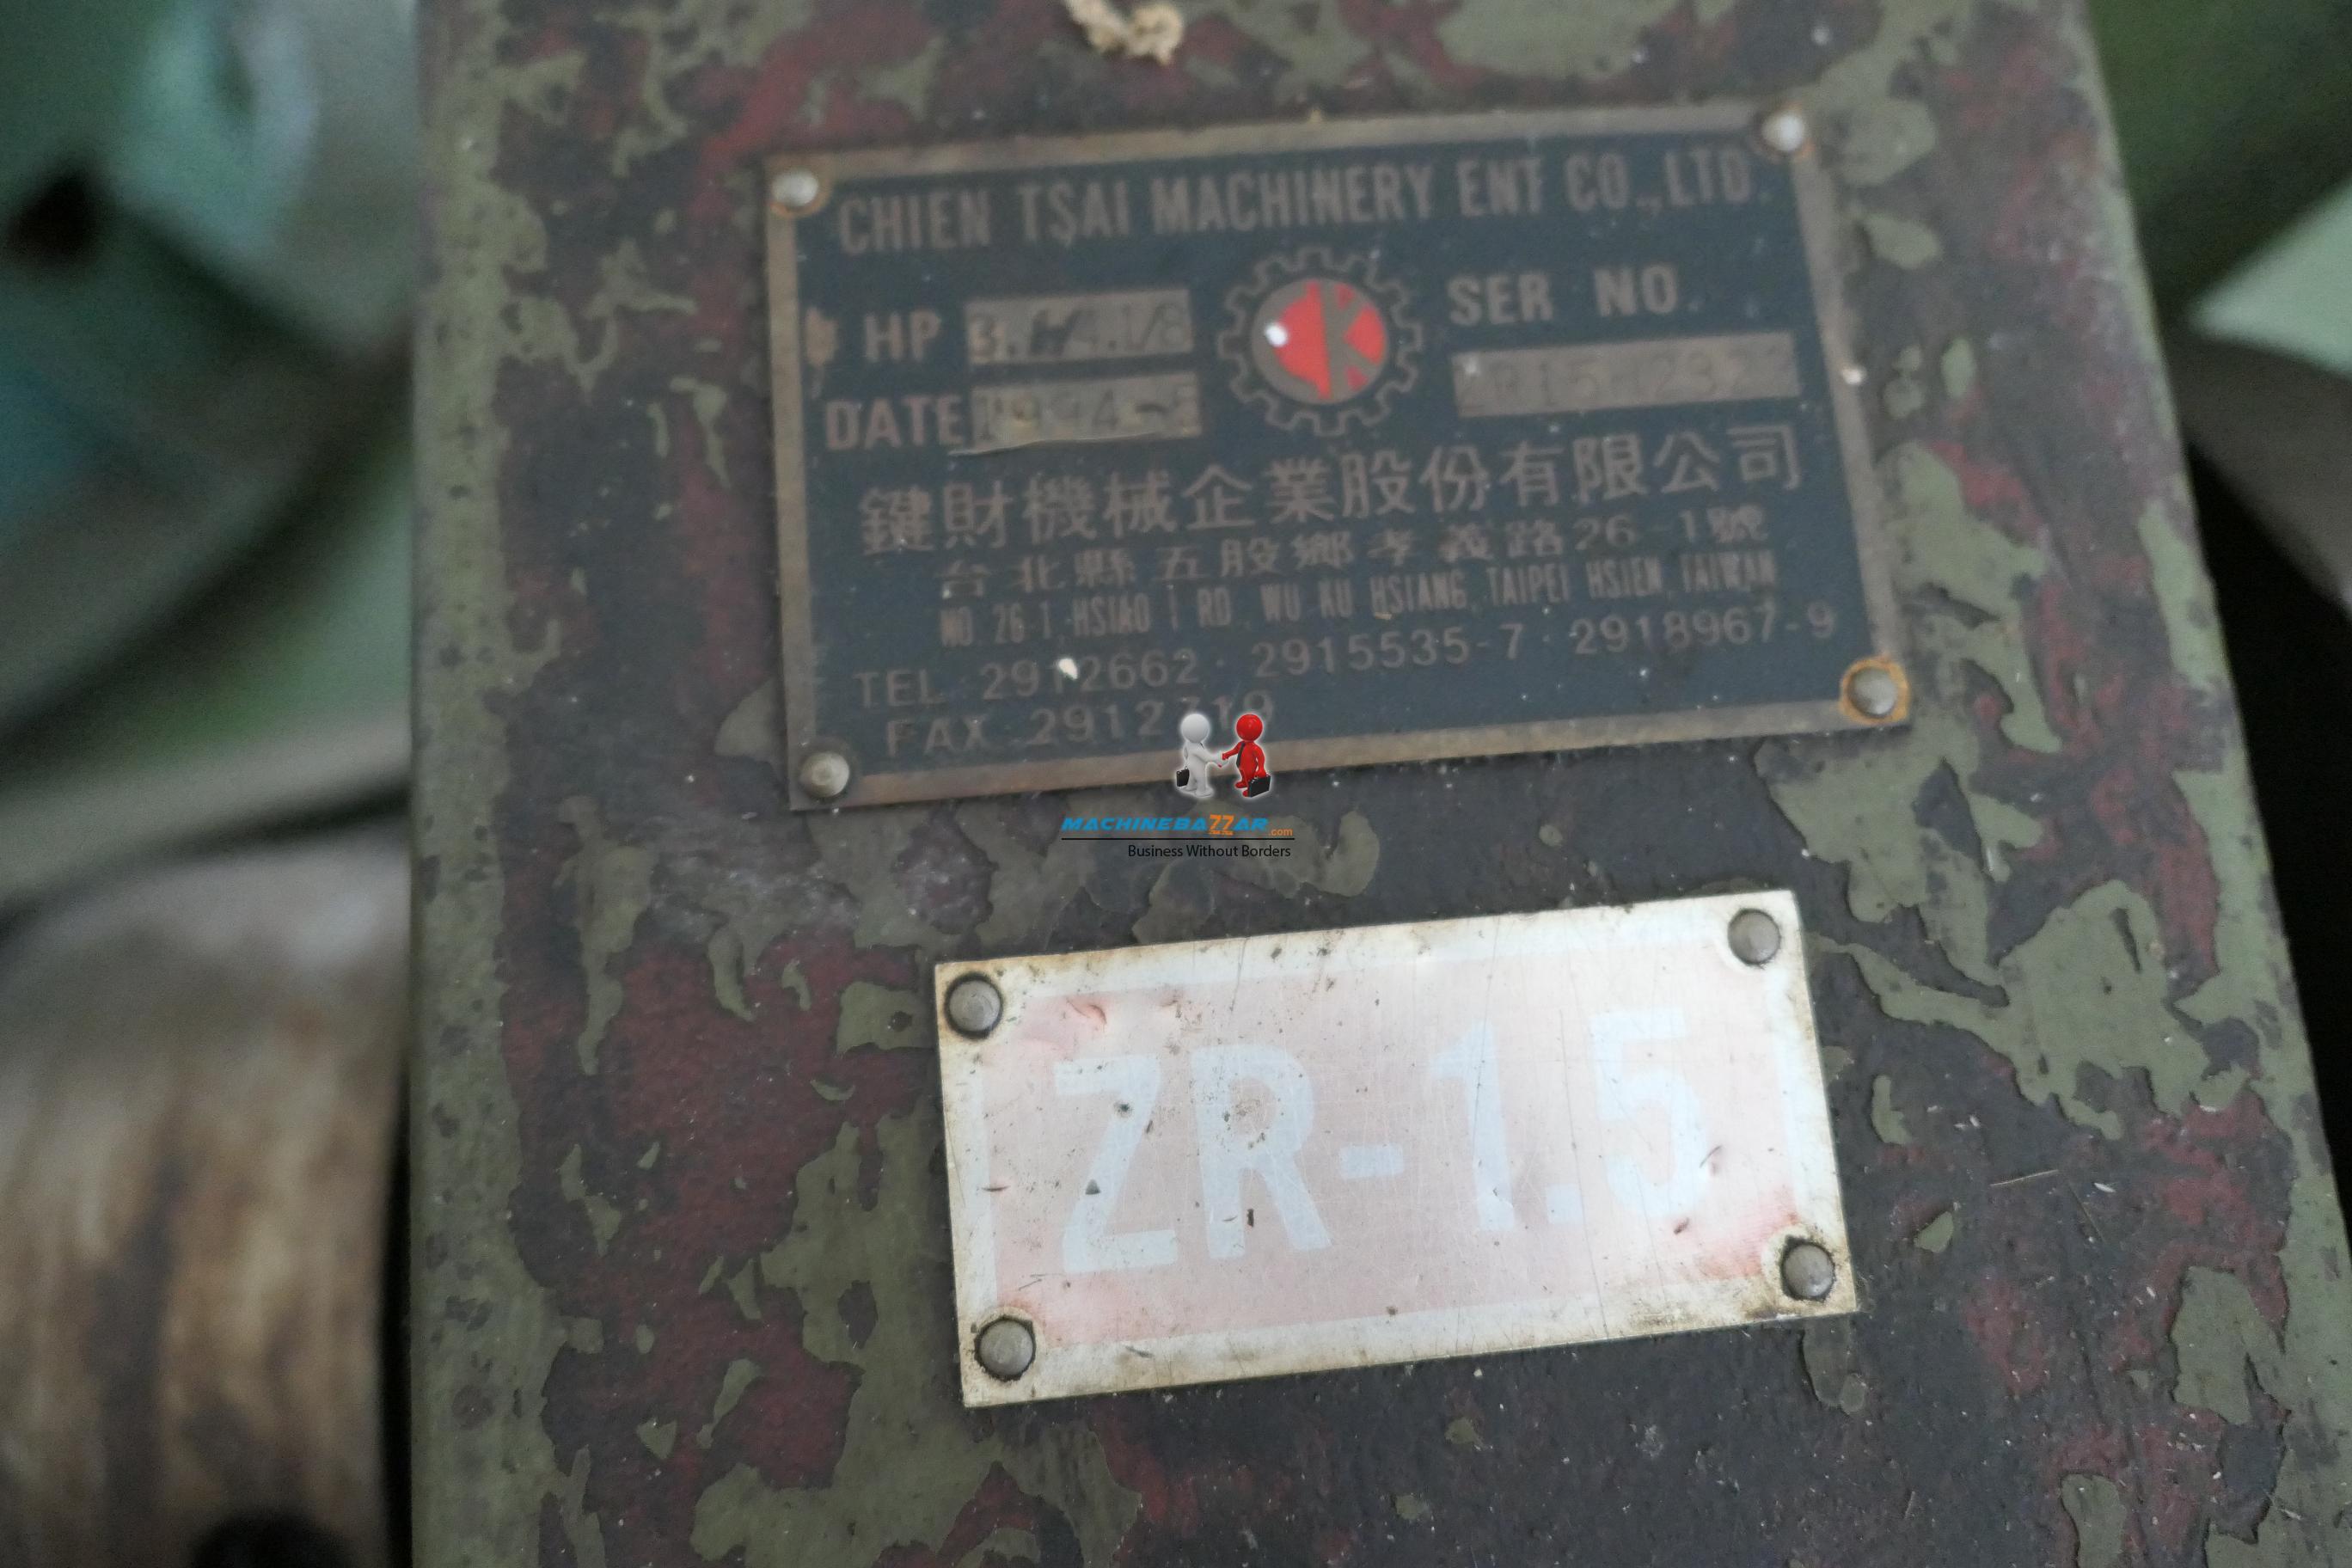 CHIEN TSAI MACHINERY ENT CO.,LTD.
HP
SER NO.
DATE
鍵財機械企業股份有限公司
台北縣五股鄉孝義路26-1號
NO. 26-1, HSIAO I RD. WU KU HSIANG, TAIPEI HSIEN, TAIWAN
TEL: 2912662 · 2915535-7 · 2918967-9
FAX:
MACHINEBAZZAR.com
Business Without Borders
ZR-1.5